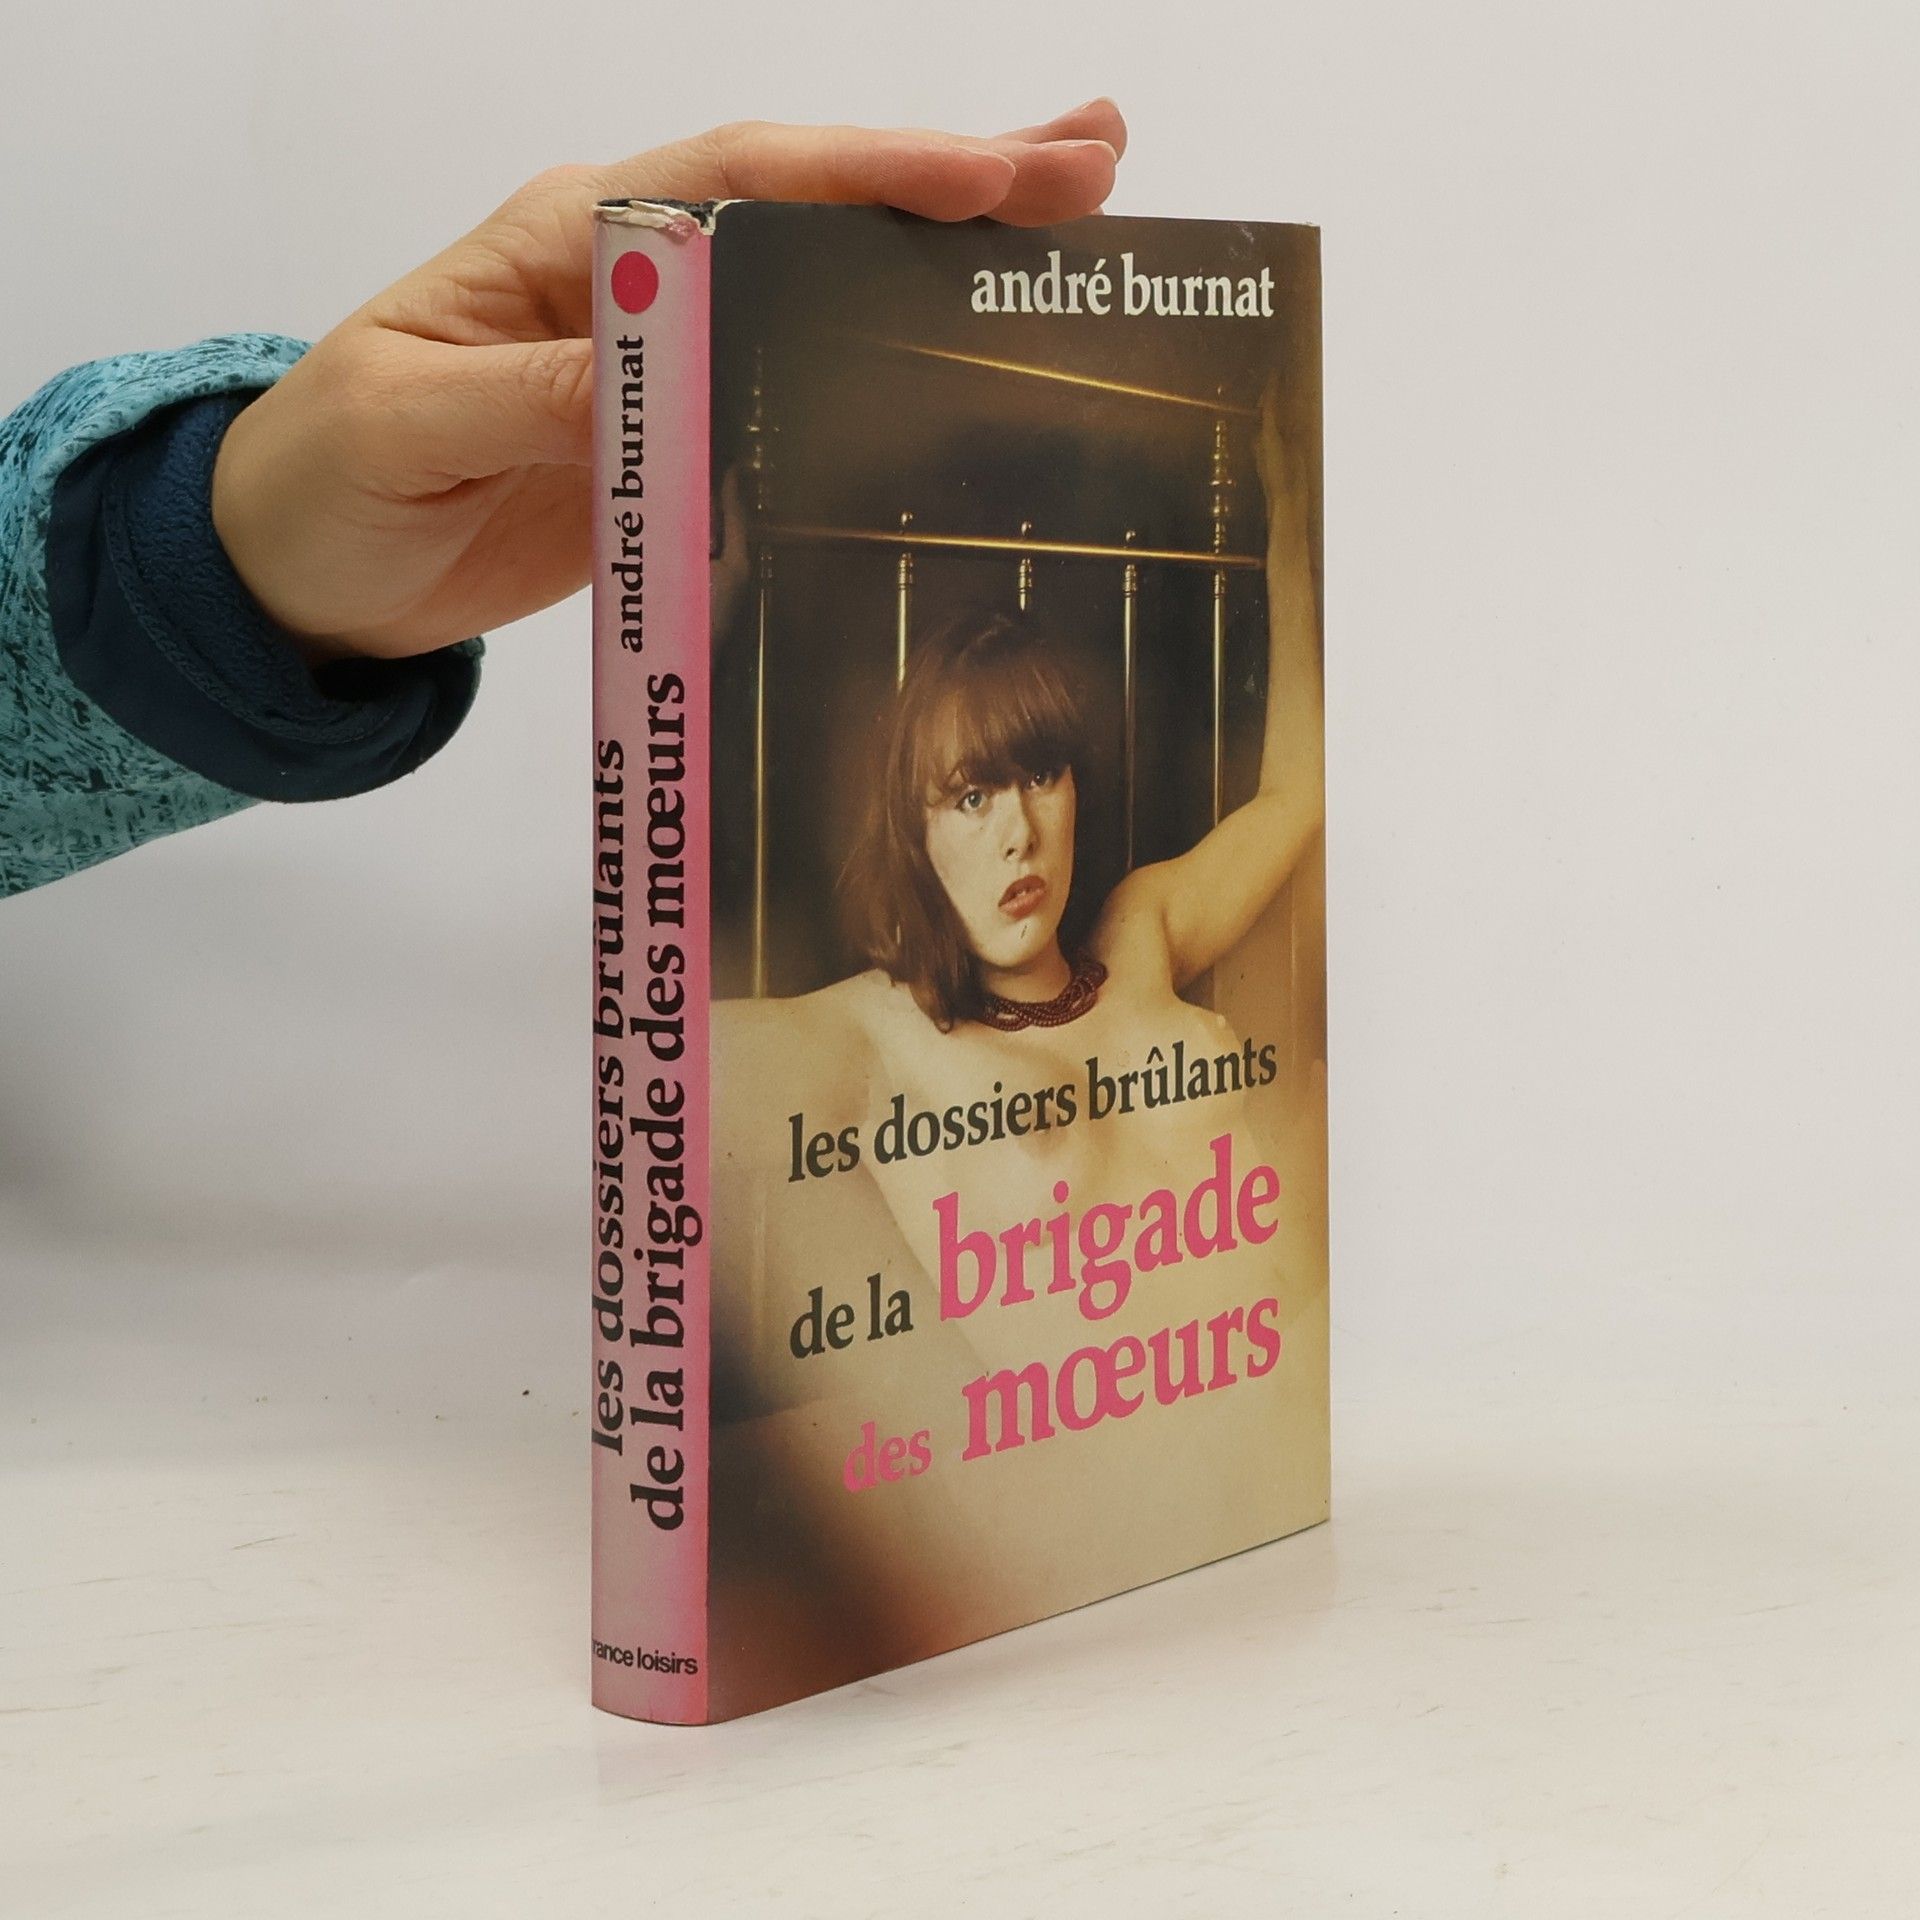 andré burnat
les dossiers brûlants
de la brigade
des mœurs
andré burnat
les dossiers brûlants
de la brigade des mœurs
rance loisirs